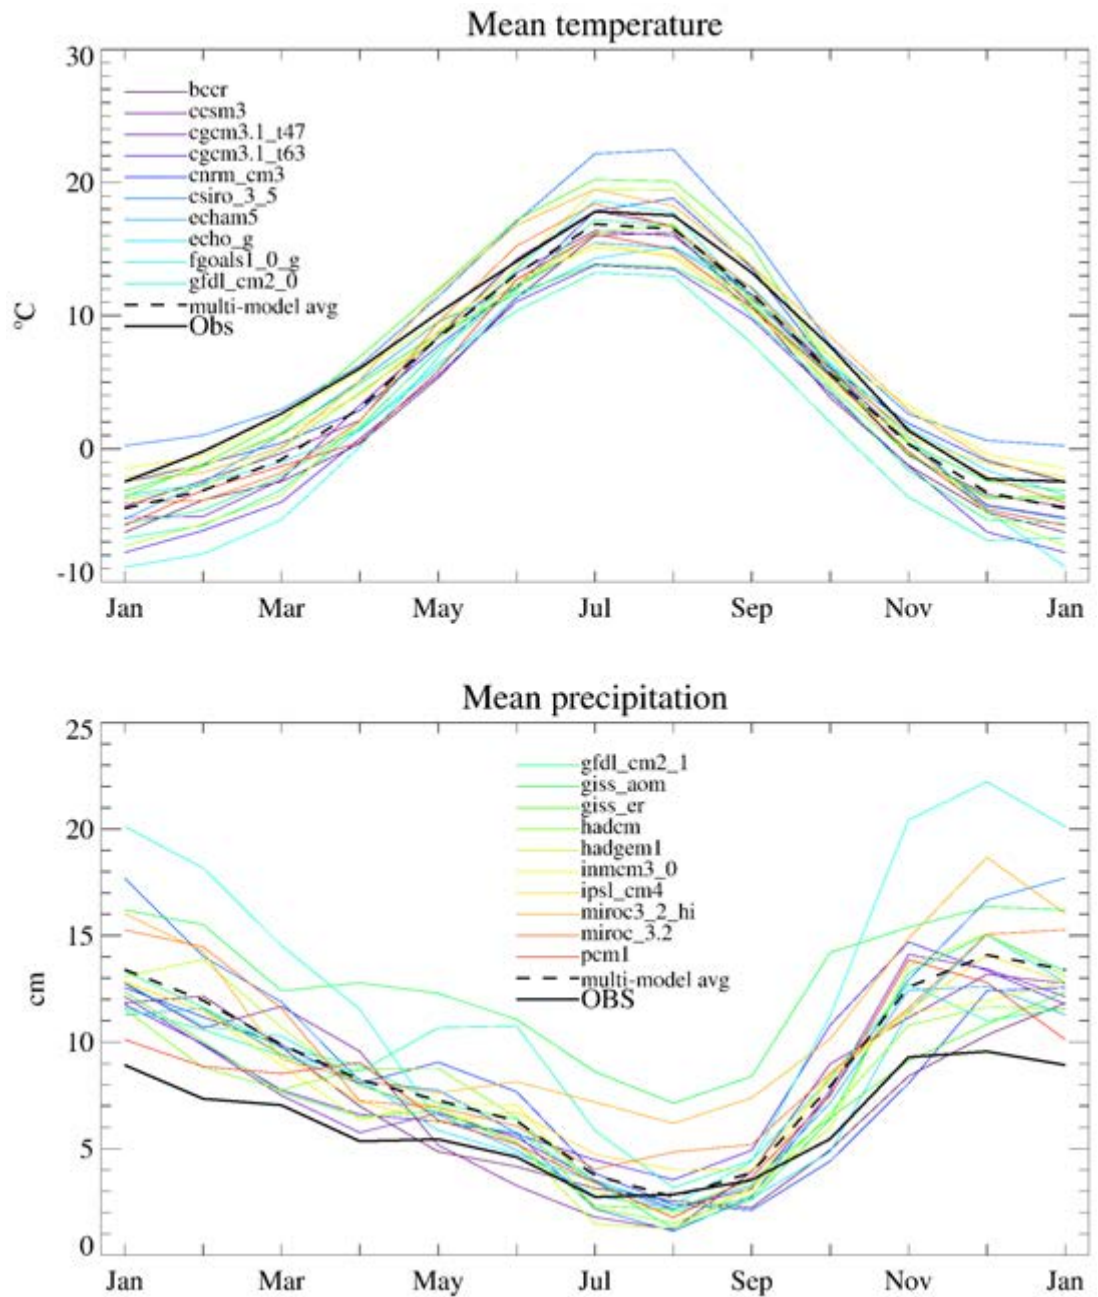 Mean temperature
30
20
10
0
-10
°C
bccr
ccsm3
cgcm3.1_t47
cgcm3.1_t63
cnrm_cm3
csiro_3_5
echam5
echo_g
fgoals1_0_g
gfdl_cm2_0
multi-model avg
Obs
Jan Mar May Jul Sep Nov Jan
Mean precipitation
25
20
15
10
5
0
cm
gfdl_cm2_1
giss_aom
giss_er
hadcm
hadgem1
inmcm3_0
ipsl_cm4
miroc3_2_hi
miroc_3.2
pcm1
multi-model avg
OBS
Jan Mar May Jul Sep Nov Jan